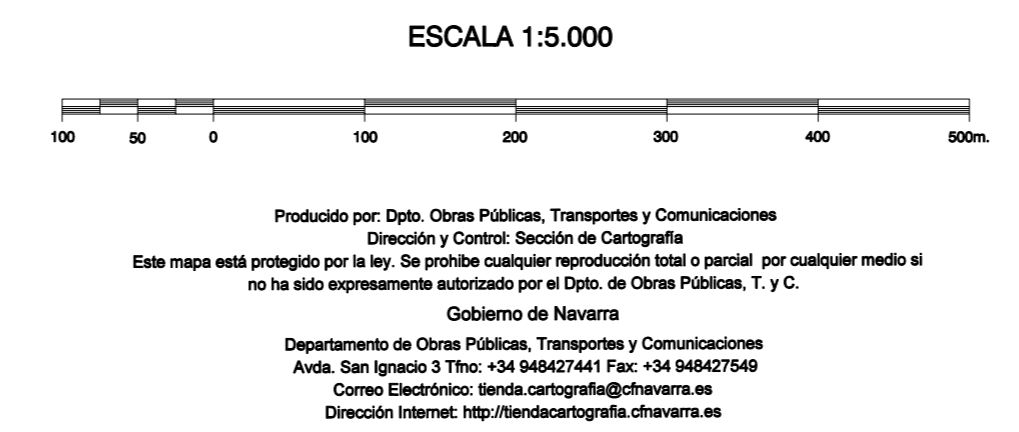 ESCALA 1:5.000
100 50 0 100 200 300 400 500m.
Producido por: Dpto. Obras Públicas, Transportes y Comunicaciones
Dirección y Control: Sección de Cartografía
Este mapa está protegido por la ley. Se prohibe cualquier reproducción total o parcial por cualquier medio si
no ha sido expresamente autorizado por el Dpto. de Obras Públicas, T. y C.
Gobierno de Navarra
Departamento de Obras Públicas, Transportes y Comunicaciones
Avda. San Ignacio 3 Tfno: +34 948427441 Fax: +34 948427549
Correo Electrónico: tienda.cartografia@cfnavarra.es
Dirección Internet: http://tiendacartografia.cfnavarra.es